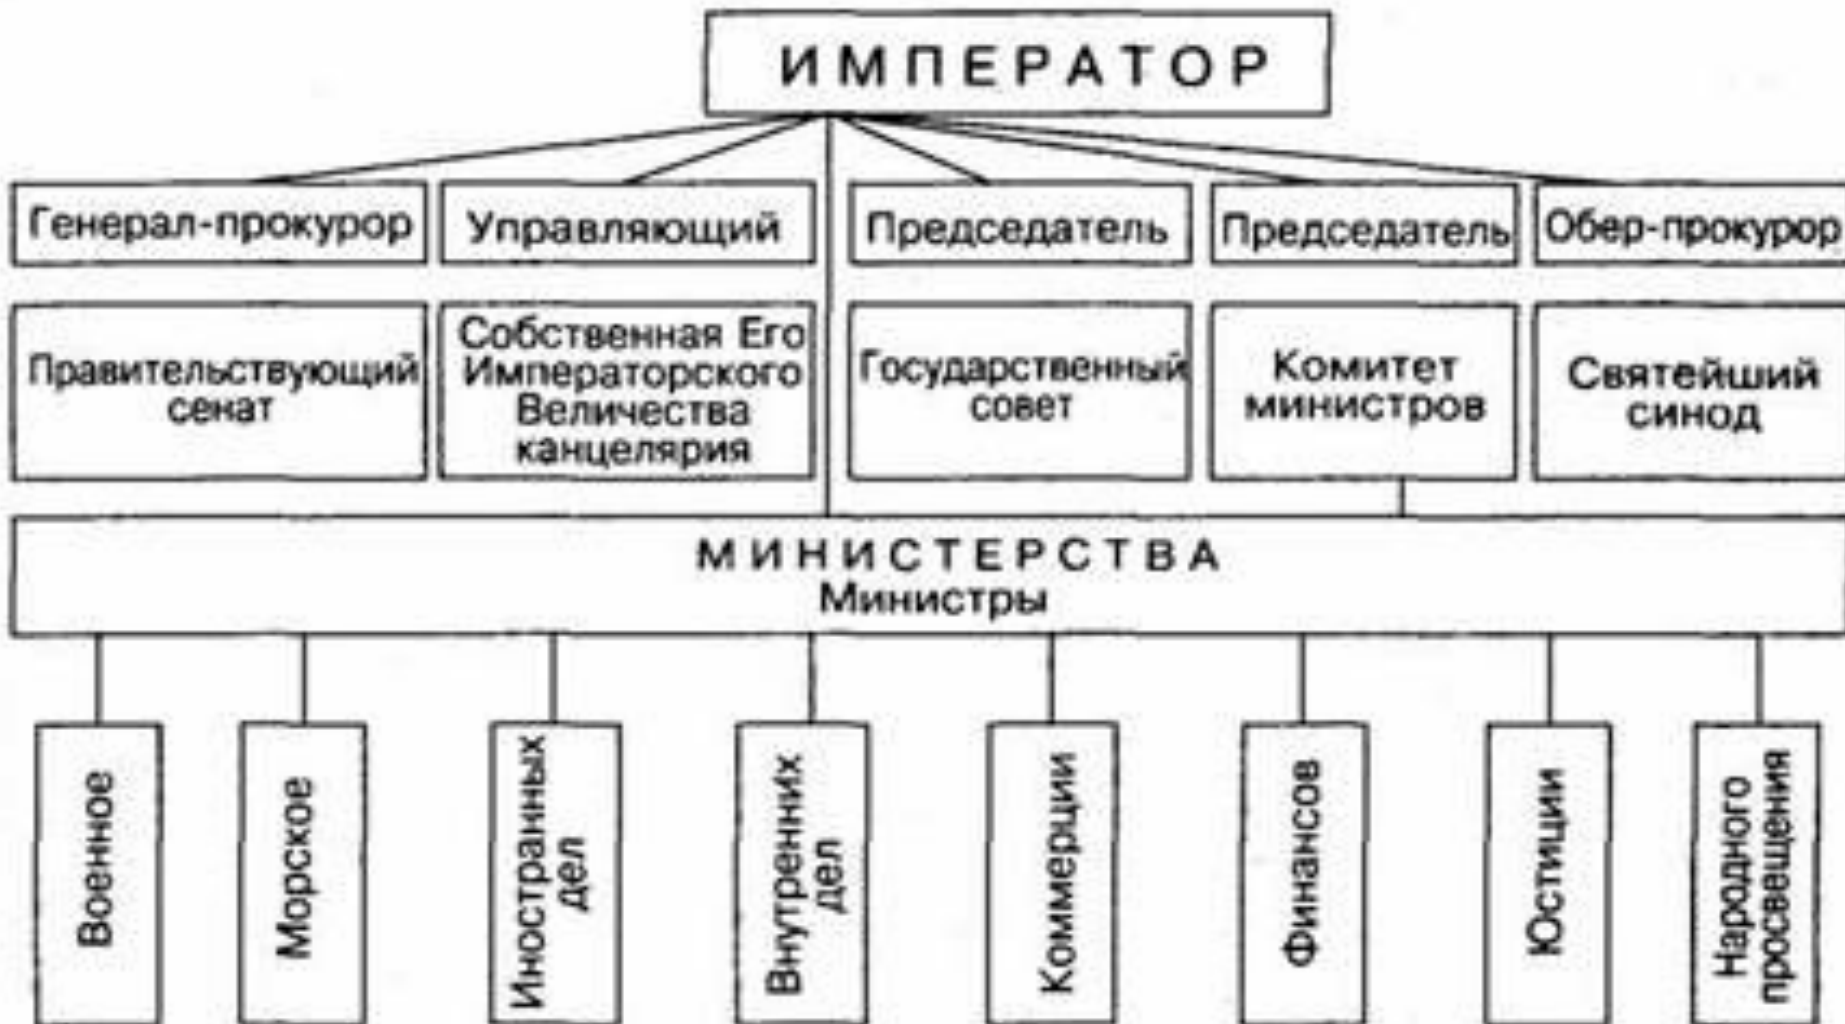 ИМПЕРАТОР
Генерал-прокурор
Управляющий
Председатель
Председатель
Обер-прокурор
Правительствующий
сенат
Собственная Его
Императорского
Величества
канцелярия
Государственный
совет
Комитет
министров
Святейший
синод
МИНИСТЕРСТВА
Министры
Военное
Морское
Иностранных
дел
Внутренних
дел
Коммерции
Финансов
Юстиции
Народного
просвещения